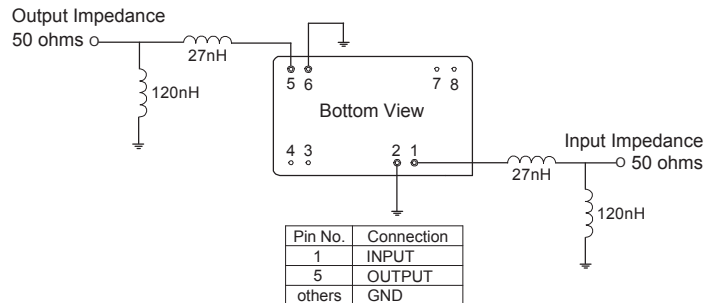 Output Impedance
50 ohms
27nH
120nH
5 6
7 8
Bottom View
4 3
2 1
Input Impedance
50 ohms
27nH
120nH
Pin No. Connection
1 INPUT
5 OUTPUT
others GND